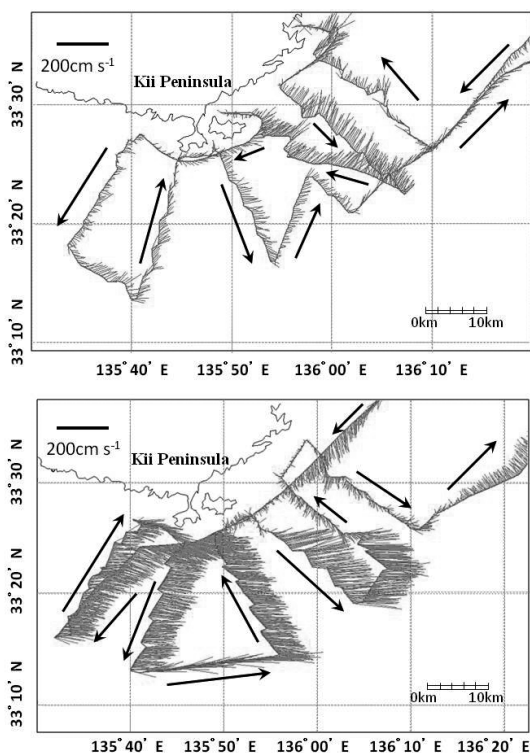 200cm s⁻¹
Kii Peninsula
33° 30' N
33° 20' N
33° 10' N
0km 10km
135° 40' E 135° 50' E 136° 00' E 136° 10' E
200cm s⁻¹
Kii Peninsula
33° 30' N
33° 20' N
33° 10' N
0km 10km
135° 40' E 135° 50' E 136° 00' E 136° 10' E 136° 20' E